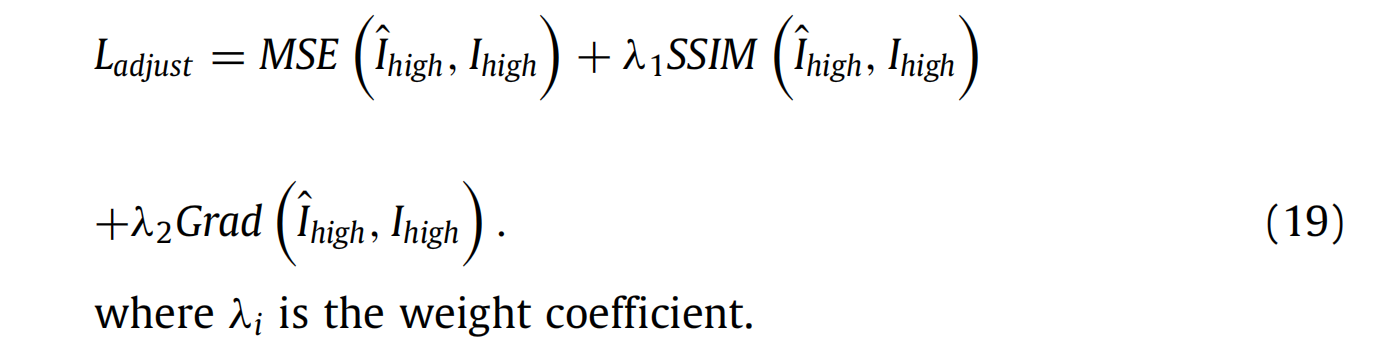 L_{adjust} = MSE (Î_{high}, I_{high}) + λ_1 SSIM (Î_{high}, I_{high})
+λ_2 Grad (Î_{high}, I_{high}) . (19)
where λ_i is the weight coefficient.